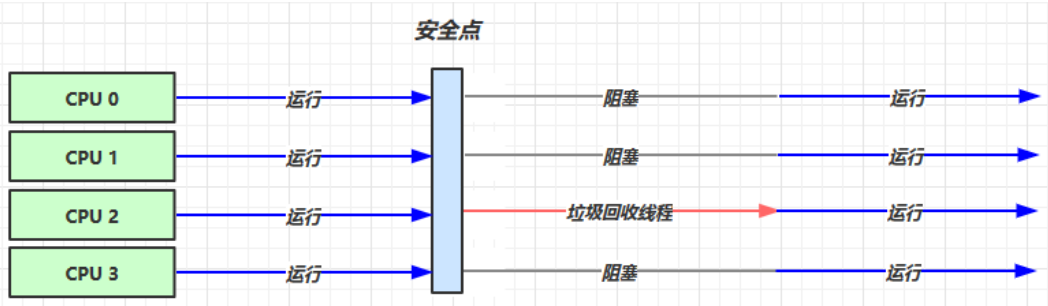 安全点
CPU 0 运行 阻塞 运行
CPU 1 运行 阻塞 运行
CPU 2 运行 垃圾回收线程 运行
CPU 3 运行 阻塞 运行